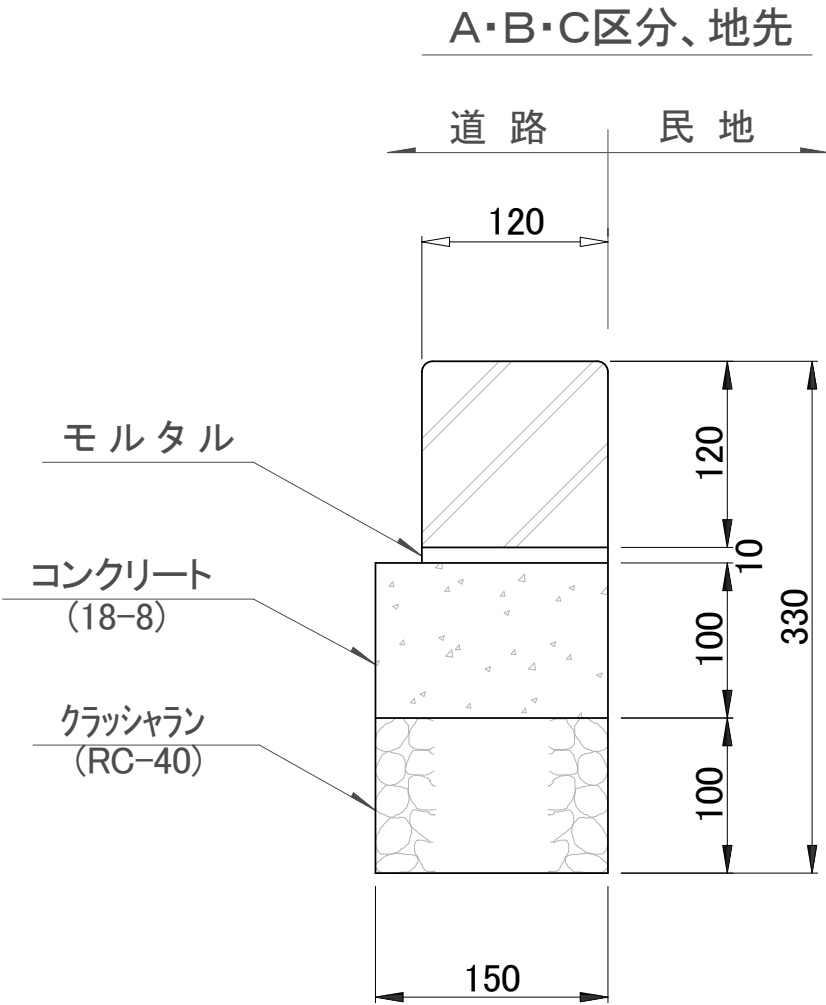 A・B・C区分、地先
道路 民地
120
モルタル
120
10
コンクリート
(18-8)
100
330
クラッシャラン
(RC-40)
100
150